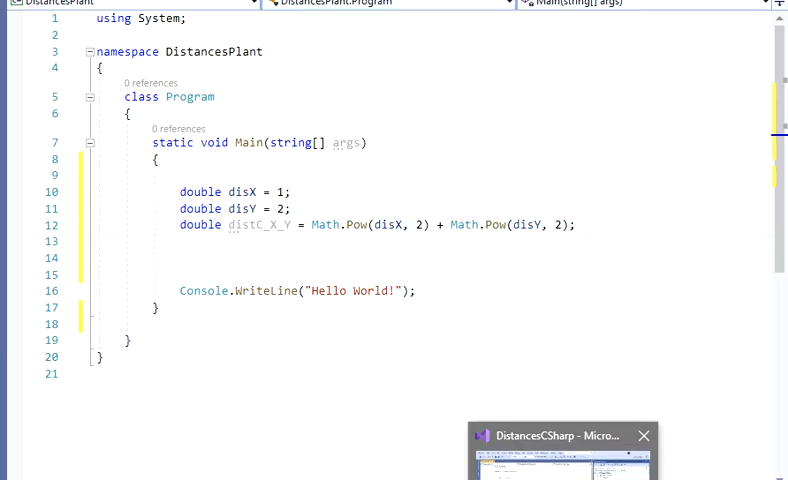 DistancesPlant
DistancesPlant.Program
Main(string[] args)
1 using System;
2
3 namespace DistancesPlant
4 {
0 references
5 class Program
6 {
0 references
7 static void Main(string[] args)
8 {
9
10 double disX = 1;
11 double disY = 2;
12 double distC_X_Y = Math.Pow(disX, 2) + Math.Pow(disY, 2);
13
14
15
16 Console.WriteLine("Hello World!");
17 }
18
19 }
20 }
21
DistancesCSharp - Micro...